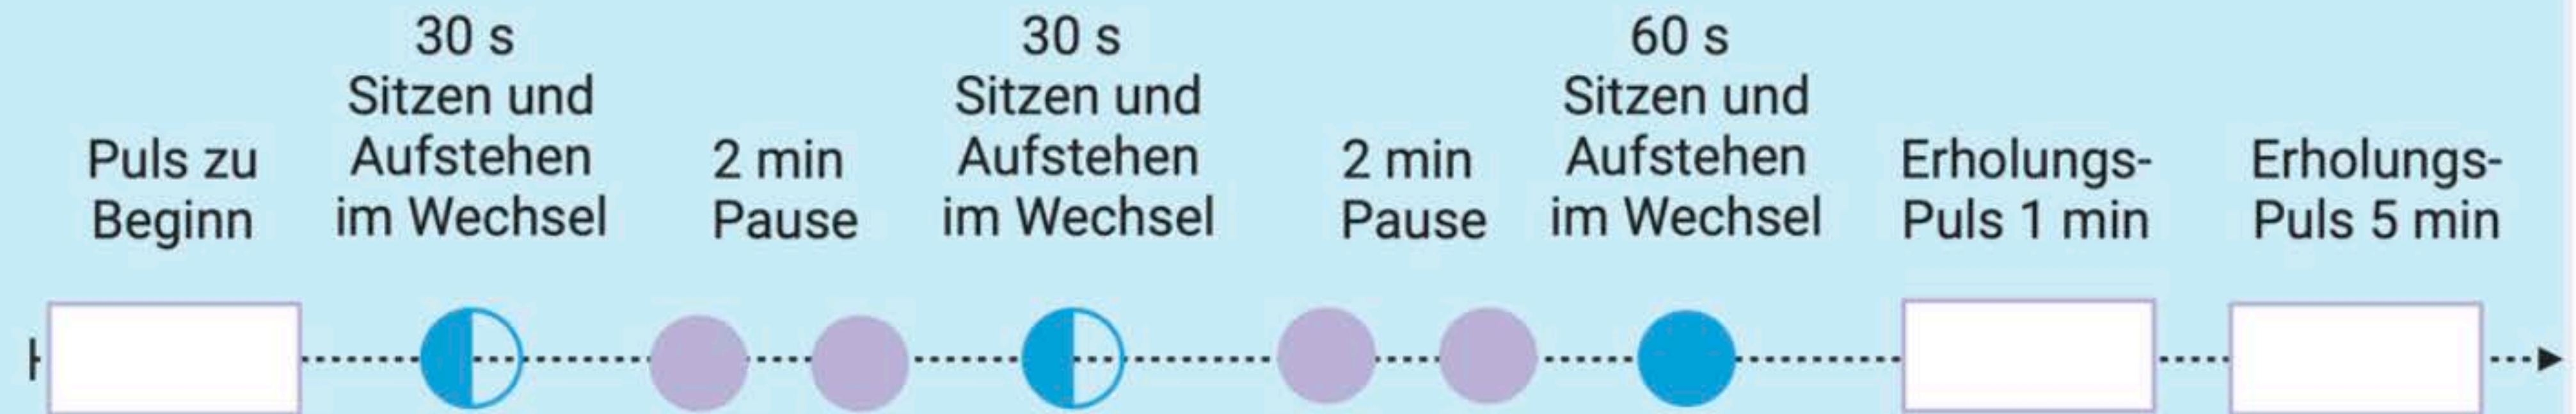 Puls zu
Beginn
30 s
Sitzen und
Aufstehen
im Wechsel
2 min
Pause
30 s
Sitzen und
Aufstehen
im Wechsel
2 min
Pause
60 s
Sitzen und
Aufstehen
im Wechsel
Erholungs-
Puls 1 min
Erholungs-
Puls 5 min